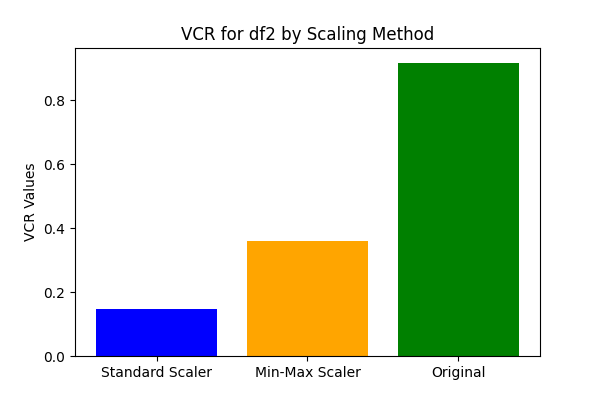 VCR for df2 by Scaling Method
VCR Values
0.8
0.6
0.4
0.2
0.0
Standard Scaler
Min-Max Scaler
Original